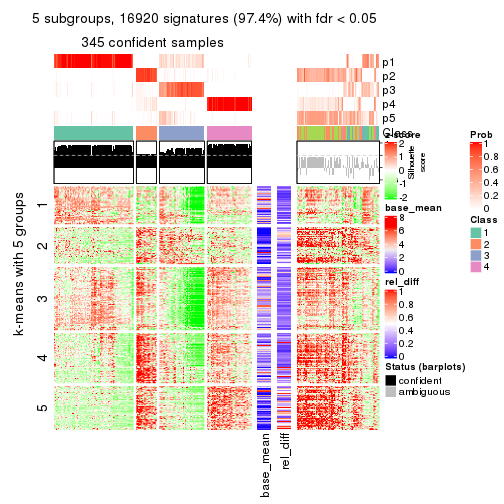 5 subgroups, 16920 signatures (97.4%) with fdr < 0.05
345 confident samples
p1
p2
p3
p4
p5
Class
z-score
2
1
0
-1
-2
Silhouette
score
Prob
1
0.8
0.6
0.4
0.2
0
base_mean
8
6
4
2
0
Class
1
2
3
4
rel_diff
1
0.8
0.6
0.4
0.2
0
Status (barplots)
confident
ambiguous
k-means with 5 groups
1
2
3
4
5
base_mean
rel_diff